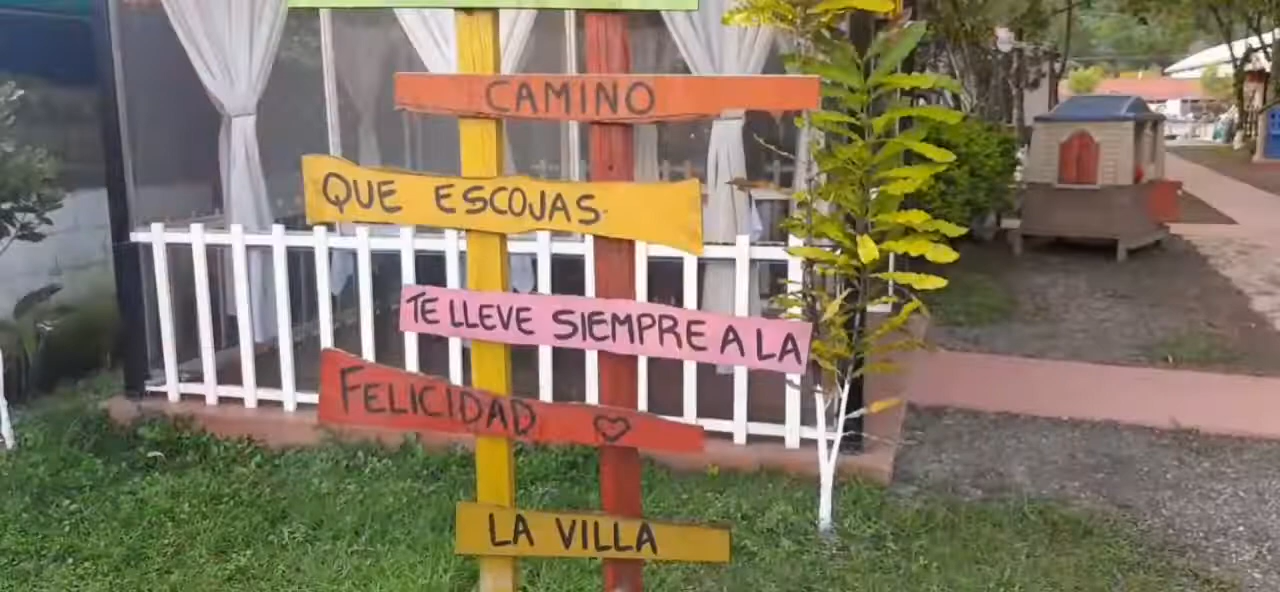 CAMINO
QUE ESCOJAS
TE LLEVE SIEMPRE A LA
FELICIDAD
LA VILLA